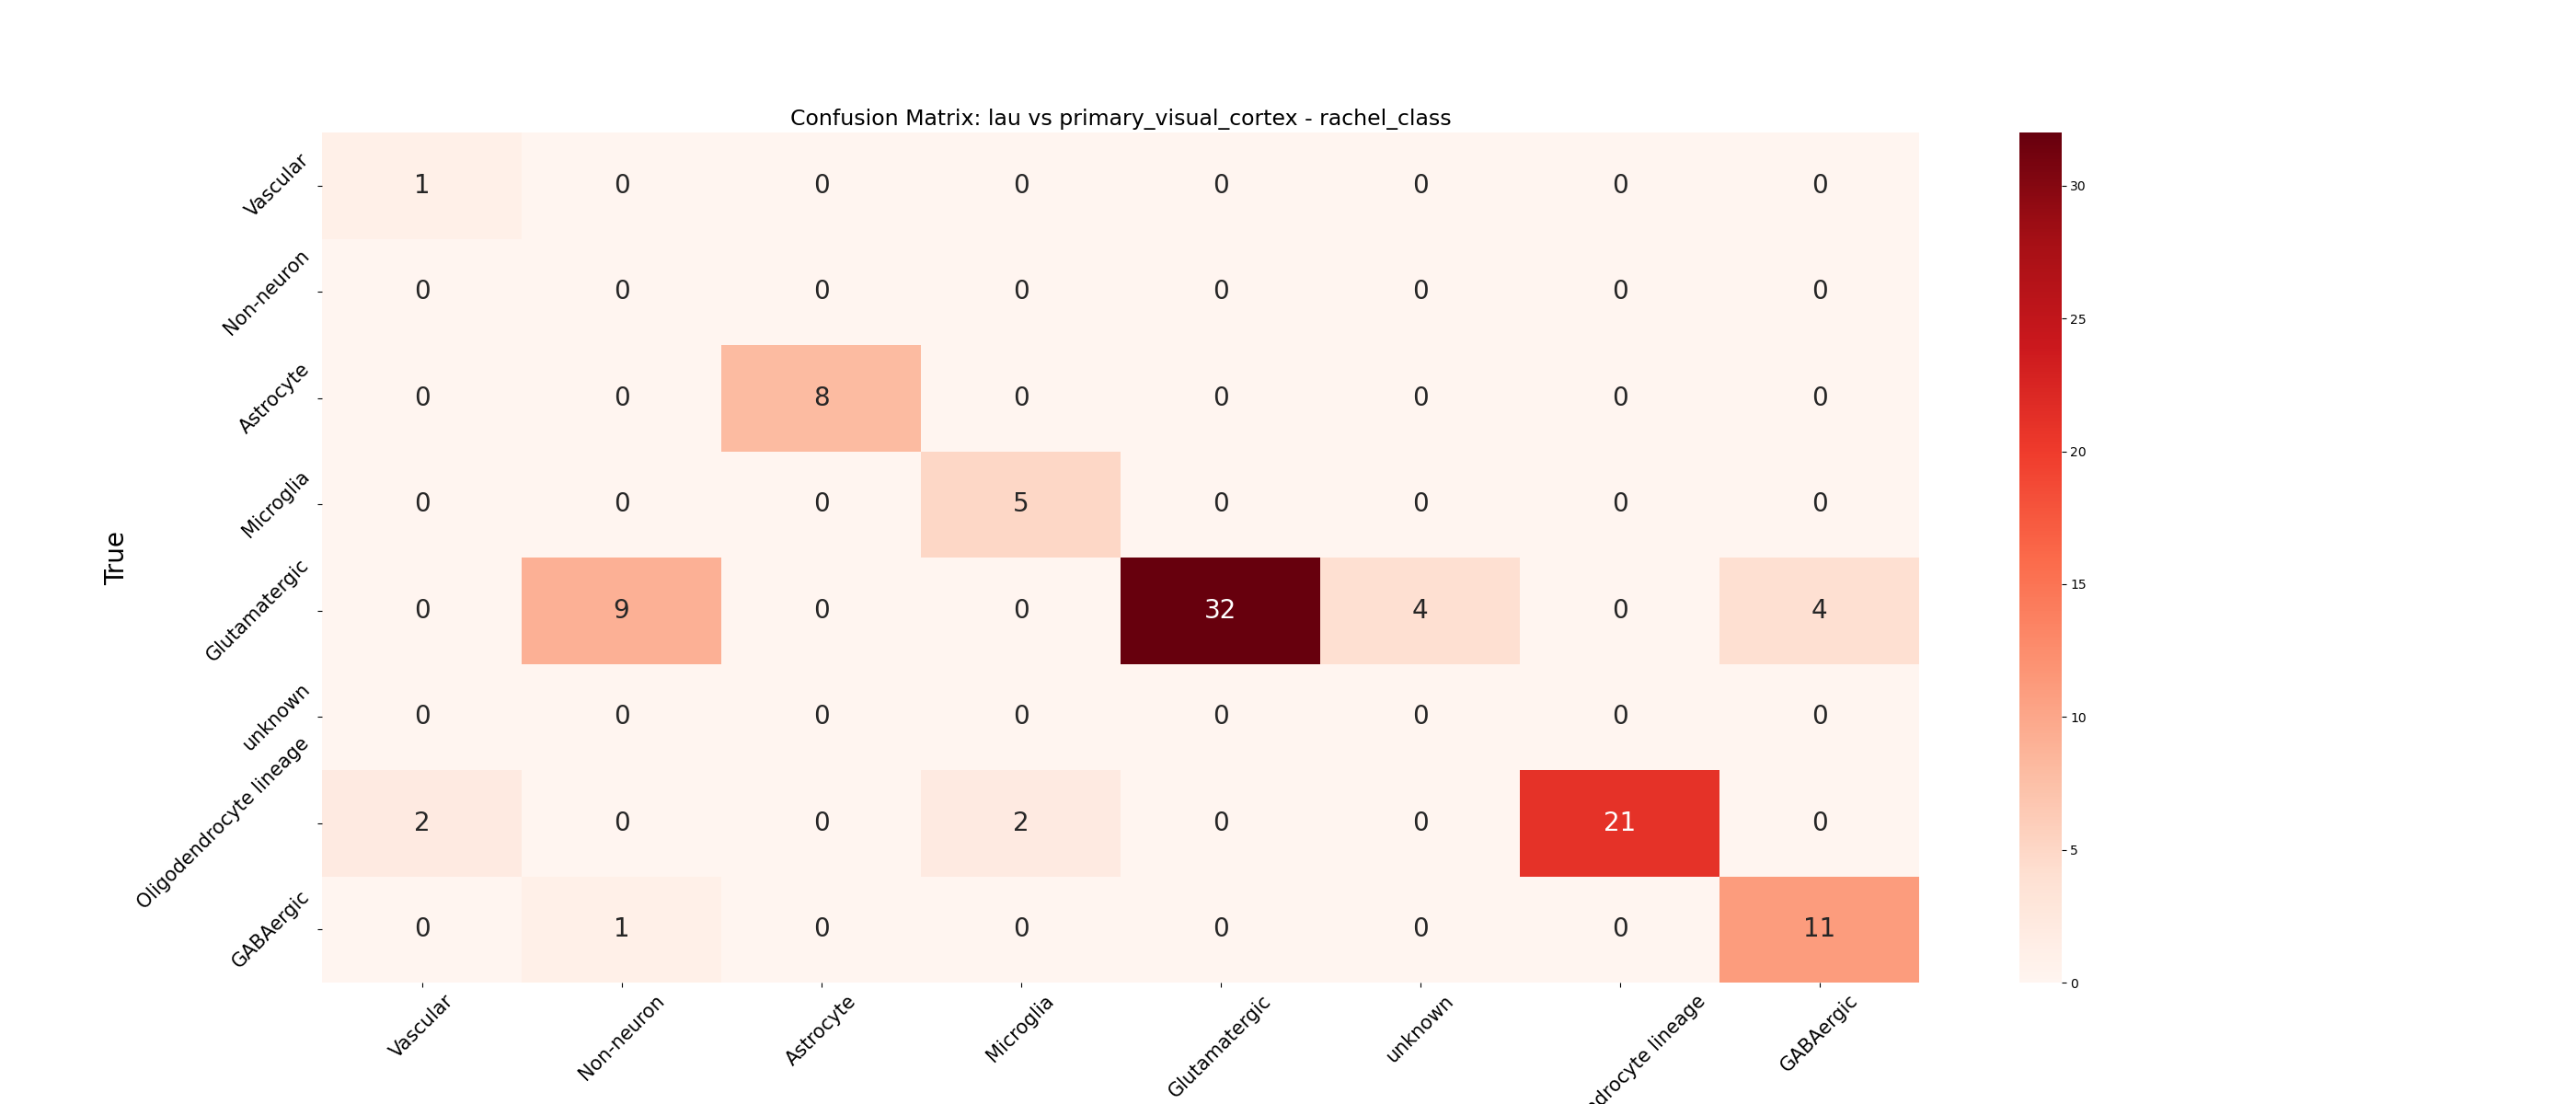 Confusion Matrix: lau vs primary_visual_cortex - rachel_class
True
Vascular 1 0 0 0 0 0 0 0
Non-neuron 0 0 0 0 0 0 0 0
Astrocyte 0 0 8 0 0 0 0 0
Microglia 0 0 0 5 0 0 0 0
Glutamatergic 0 9 0 0 32 4 0 4
unknown 0 0 0 0 0 0 0 0
Oligodendrocyte lineage 2 0 0 2 0 0 21 0
GABAergic 0 1 0 0 0 0 0 11
Vascular Non-neuron Astrocyte Microglia Glutamatergic unknown lineage GABAergic
30
25
20
15
10
5
0